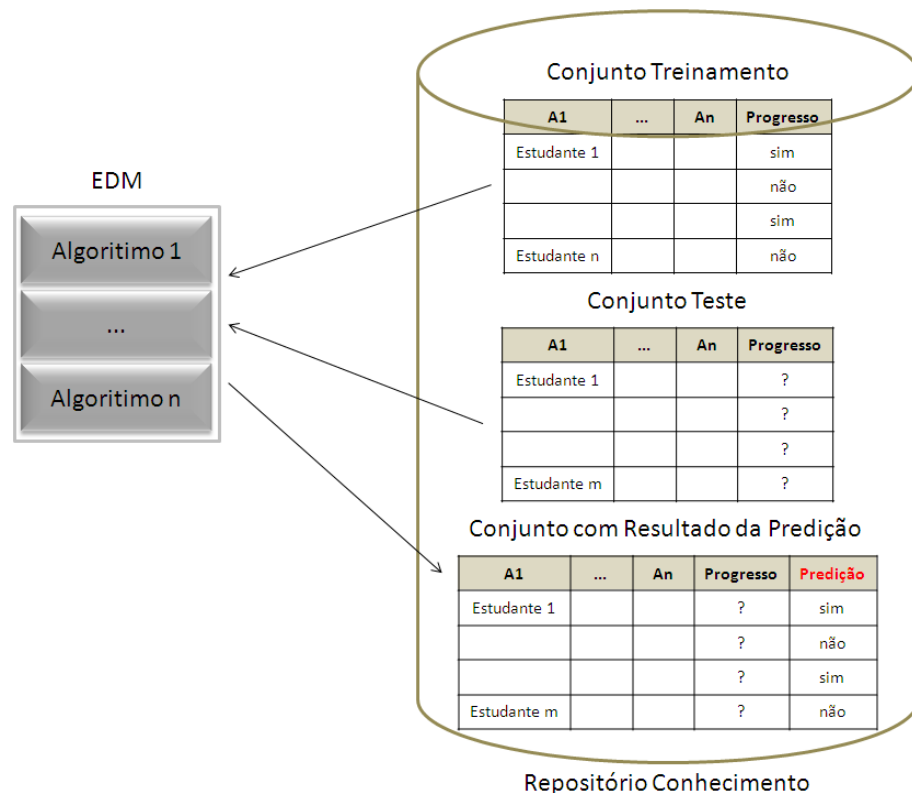 Conjunto Treinamento
A1 ... An Progresso
Estudante 1 sim
não
sim
Estudante n não
EDM
Algoritimo 1
...
Algoritimo n
Conjunto Teste
A1 ... An Progresso
Estudante 1 ?
?
?
Estudante m ?
Conjunto com Resultado da Predição
A1 ... An Progresso Predição
Estudante 1 ? sim
? não
? sim
Estudante m ? não
Repositório Conhecimento